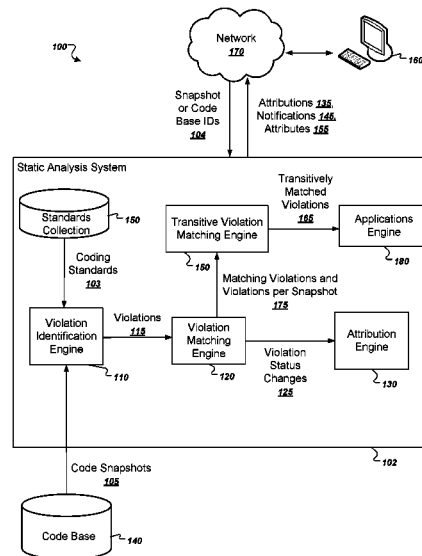 100
Network
170
160
Snapshot
or Code
Base IDs
104
Attributions 135,
Notifications 145,
Attributes 155
Static Analysis System
Standards
Collection
150
Coding
Standards
103
Transitive Violation
Matching Engine
150
Transitively
Matched
Violations
165
Applications
Engine
180
Matching Violations and
Violations per Snapshot
175
Violation
Identification
Engine
110
Violations
115
Violation
Matching
Engine
120
Violation
Status
Changes
125
Attribution
Engine
130
102
Code Snapshots
105
Code Base
140